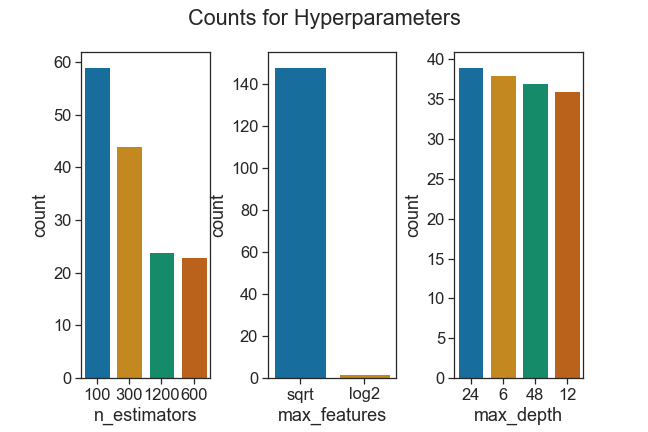 Counts for Hyperparameters
60
50
40
30
20
10
0
count
100 300 1200 600
n_estimators
140
120
100
80
60
40
20
0
count
sqrt log2
max_features
40
35
30
25
20
15
10
5
0
count
24 6 48 12
max_depth